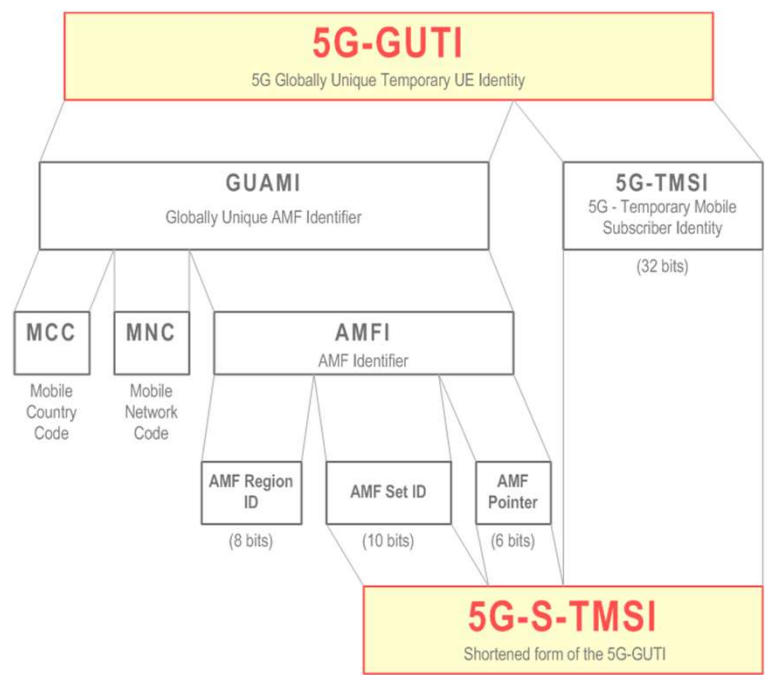 5G-GUTI
5G Globally Unique Temporary UE Identity
GUAMI
Globally Unique AMF Identifier
5G-TMSI
5G - Temporary Mobile
Subscriber Identity
(32 bits)
MCC
Mobile
Country
Code
MNC
Mobile
Network
Code
AMFI
AMF Identifier
AMF Region
ID
(8 bits)
AMF Set ID
(10 bits)
AMF
Pointer
(6 bits)
5G-S-TMSI
Shortened form of the 5G-GUTI